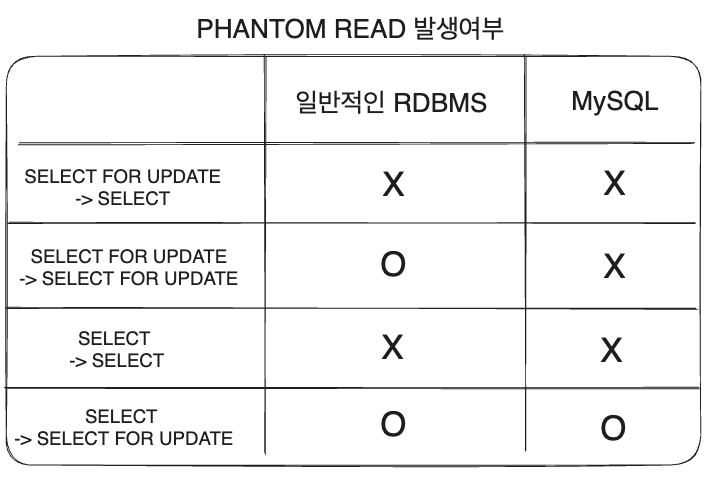 PHANTOM READ 발생여부
일반적인 RDBMS
MySQL
SELECT FOR UPDATE
-> SELECT
X
X
SELECT FOR UPDATE
-> SELECT FOR UPDATE
O
X
SELECT
-> SELECT
X
X
SELECT
-> SELECT FOR UPDATE
O
O